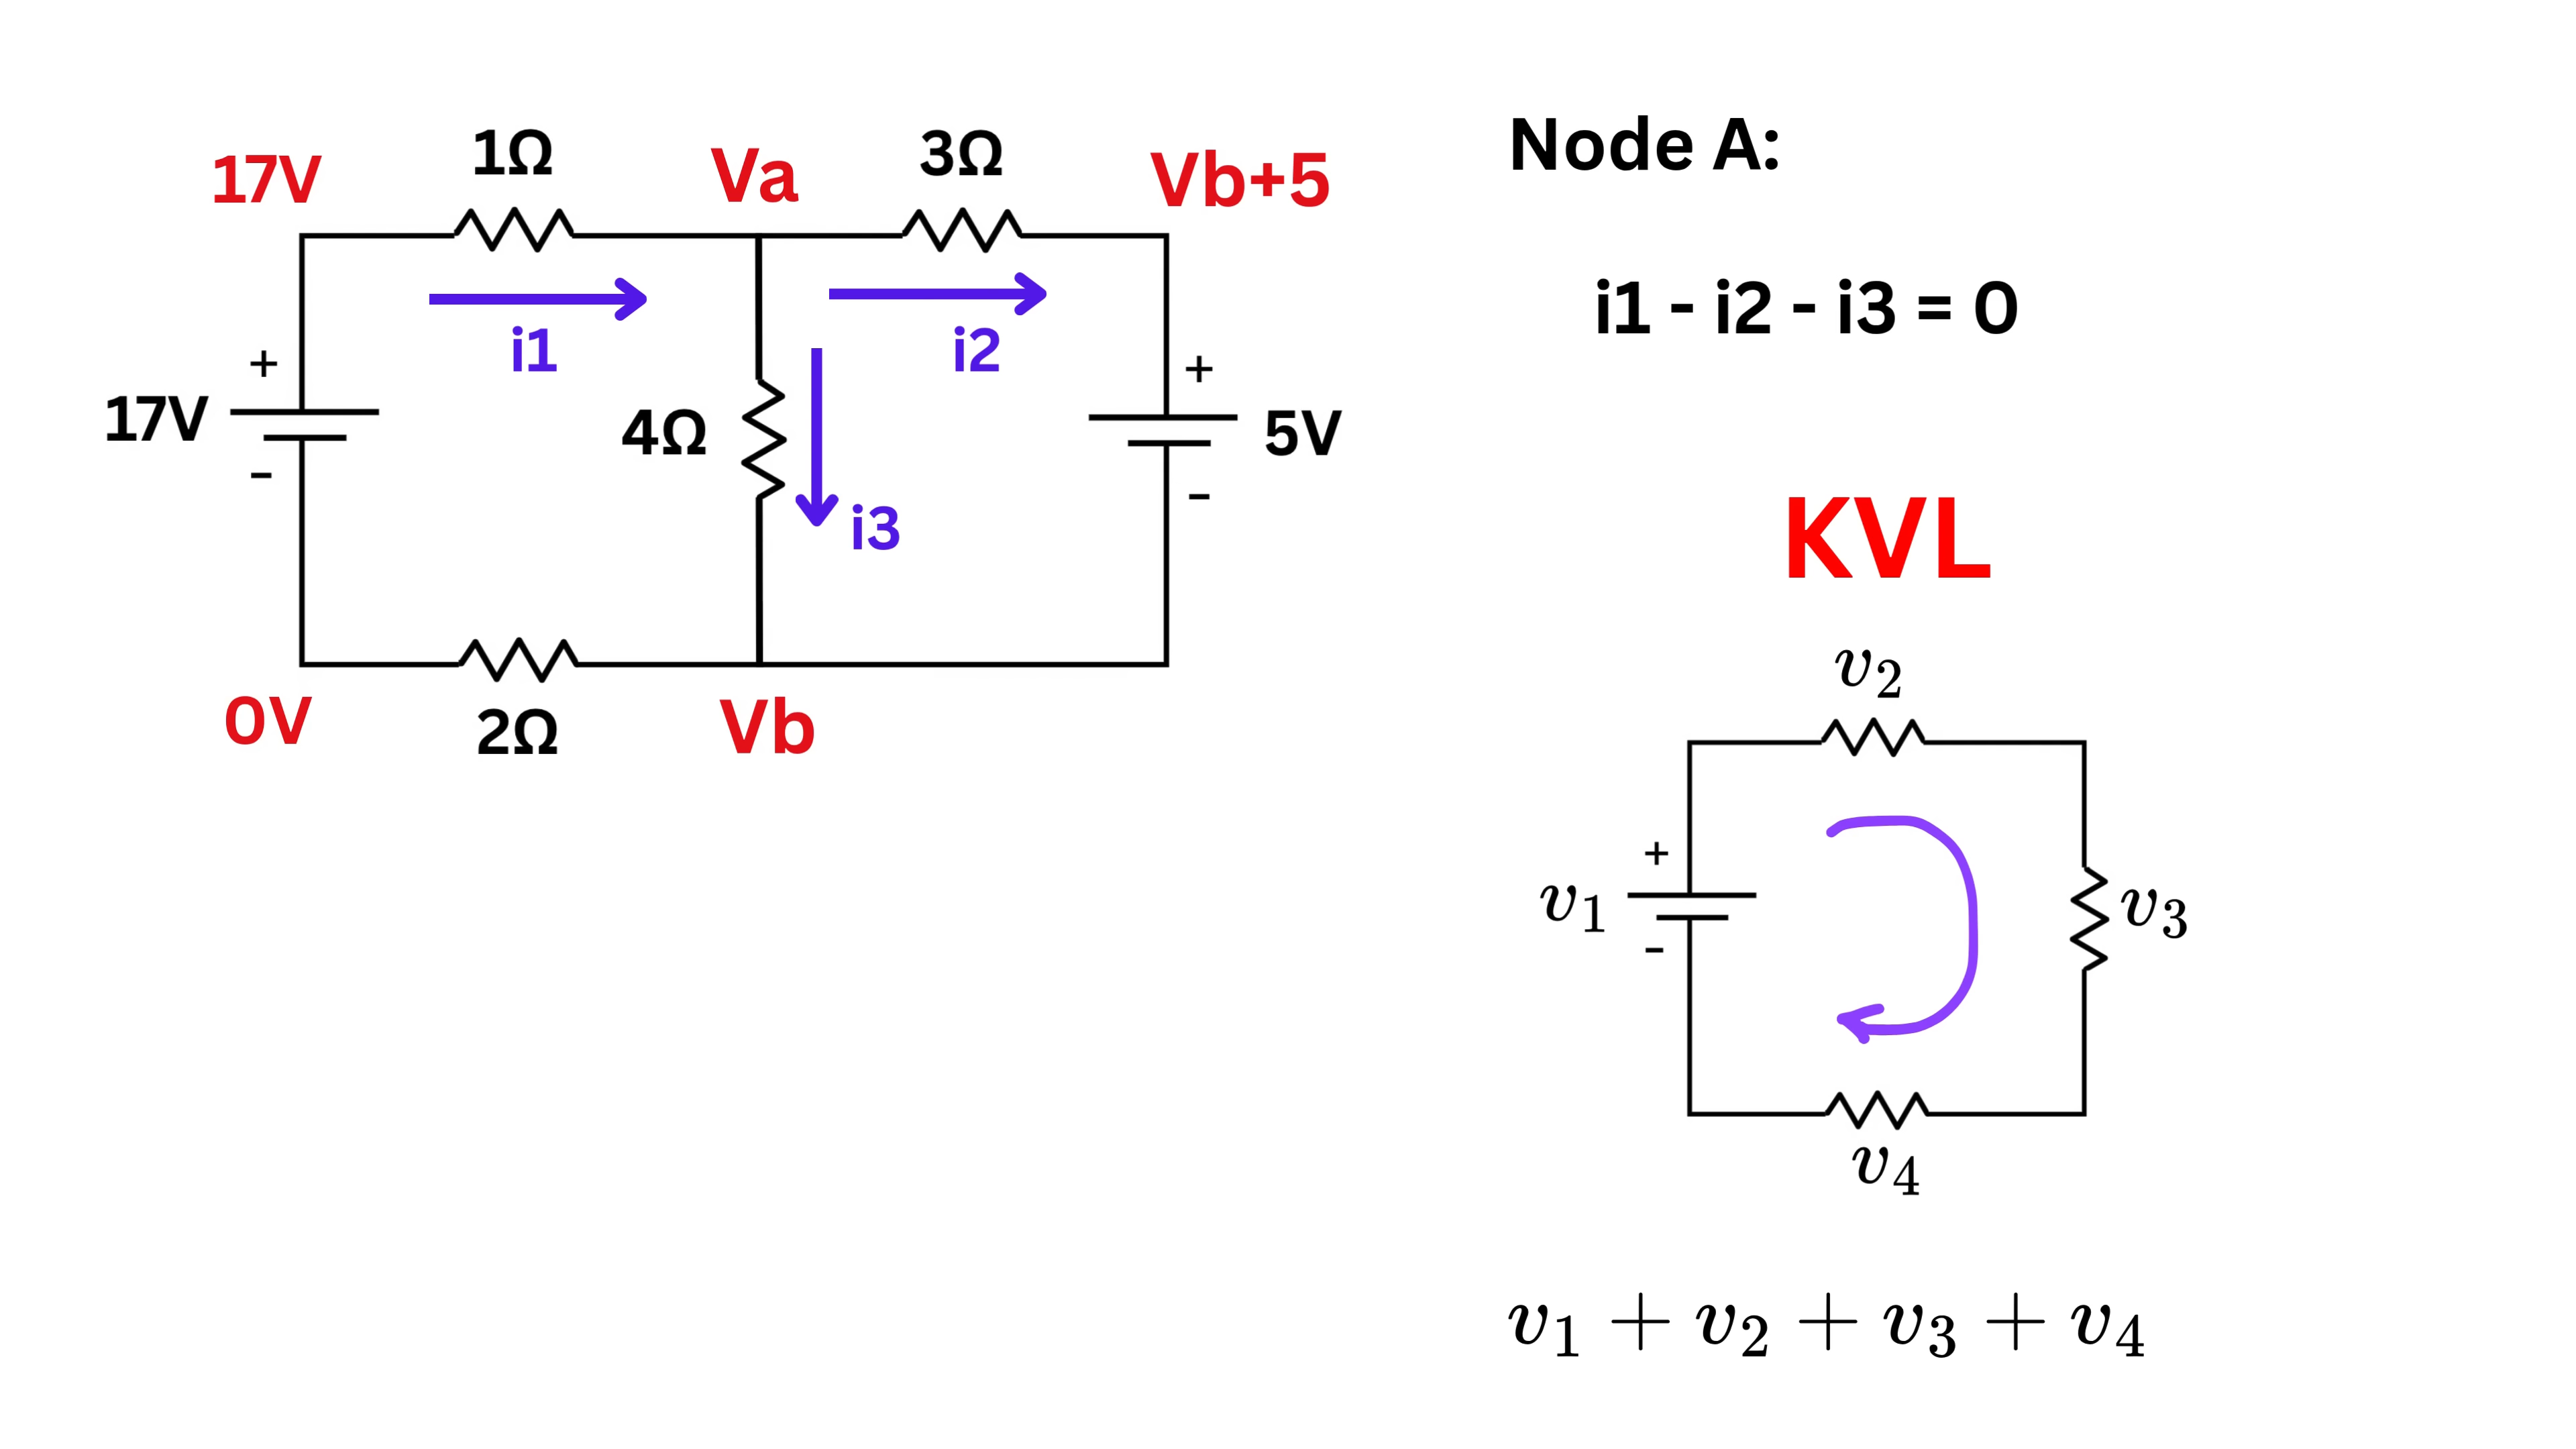 17V
1Ω
Va
3Ω
Vb+5
i1
i2
+
17V
-
4Ω
i3
+
5V
-
0V
2Ω
Vb
Node A:
i1 - i2 - i3 = 0
KVL
v₂
+
v₁
-
v₃
v₄
v₁ + v₂ + v₃ + v₄